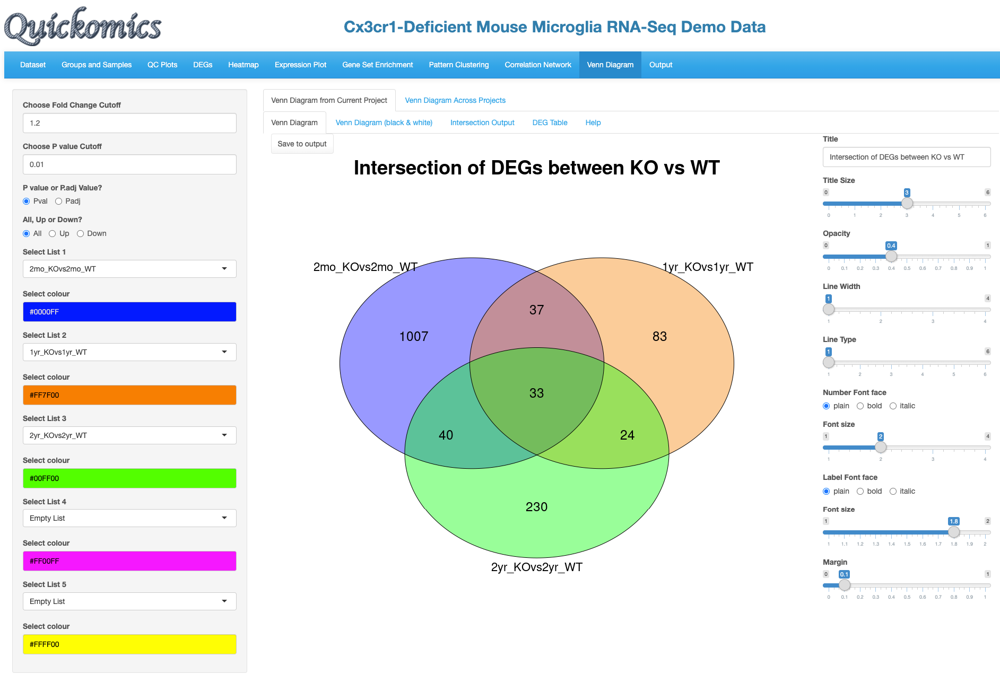 Quickomics
Cx3cr1-Deficient Mouse Microglia RNA-Seq Demo Data
Dataset Groups and Samples QC Plots DEGs Heatmap Expression Plot Gene Set Enrichment Pattern Clustering Correlation Network Venn Diagram Output
Choose Fold Change Cutoff
1.2
Choose P value Cutoff
0.01
P value or P.adj Value?
Pval Padj
All, Up or Down?
All Up Down
Select List 1
2mo_KOvs2mo_WT
Select colour
#0000FF
Select List 2
1yr_KOvs1yr_WT
Select colour
#FF7F00
Select List 3
2yr_KOvs2yr_WT
Select colour
#00FF00
Select List 4
Empty List
Select colour
#FF00FF
Select List 5
Empty List
Select colour
#FFFF00
Venn Diagram from Current Project Venn Diagram Across Projects
Venn Diagram Venn Diagram (black & white) Intersection Output DEG Table Help
Save to output
Intersection of DEGs between KO vs WT
2mo_KOvs2mo_WT 1yr_KOvs1yr_WT
37
1007 83
33
40 24
230
2yr_KOvs2yr_WT
Title
Intersection of DEGs between KO vs WT
Title Size
0 3 6
0 1 2 3 4 5 6
Opacity
0 0.4 1
0 0.1 0.2 0.3 0.4 0.5 0.6 0.7 0.8 0.9 1
Line Width
1 4
1 2 3 4
Line Type
1 6
1 2 3 4 5 6
Number Font face
plain bold italic
Font size
1 2 4
1 2 3 4
Label Font face
plain bold italic
Font size
1 1.8 2
1 1.1 1.2 1.3 1.4 1.5 1.6 1.7 1.8 1.9 2
Margin
0 0.1 1
0 0.1 0.2 0.3 0.4 0.5 0.6 0.7 0.8 0.9 1